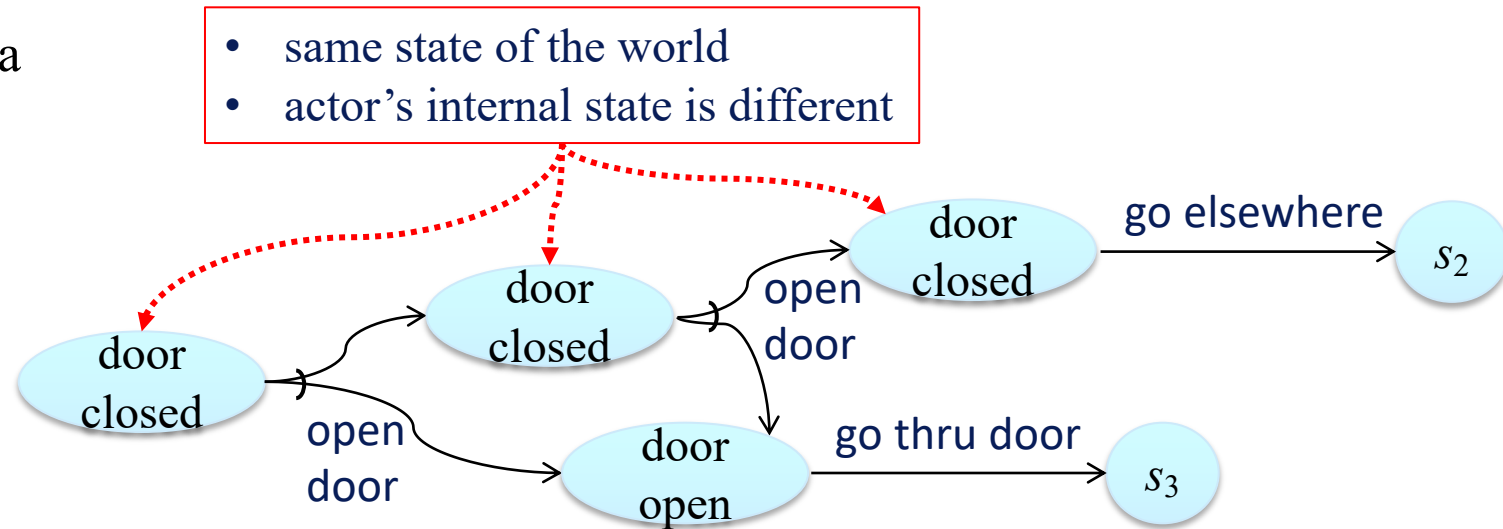 a
• same state of the world
• actor’s internal state is different
door
closed
go elsewhere
s2
door
closed
open
door
door
closed
open
door
door
open
go thru door
s3